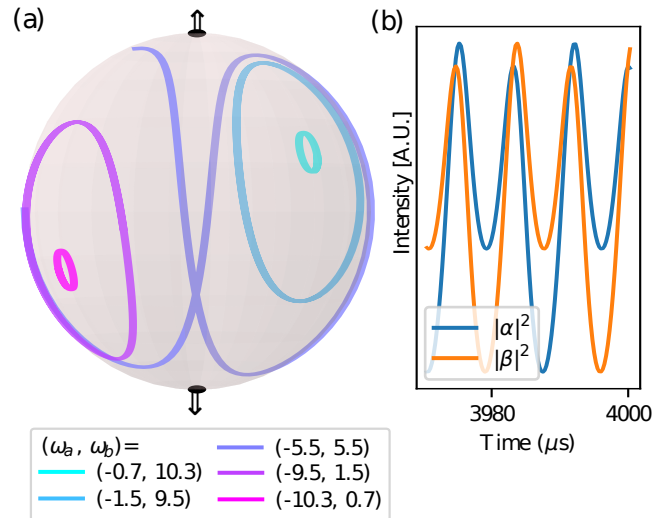 (a)
(b)
⇑
⇓
Intensity [A.U.]
|α|²
|β|²
3980 4000
Time (μs)
(ωₐ, ω_b)=
(-0.7, 10.3)
(-1.5, 9.5)
(-5.5, 5.5)
(-9.5, 1.5)
(-10.3, 0.7)